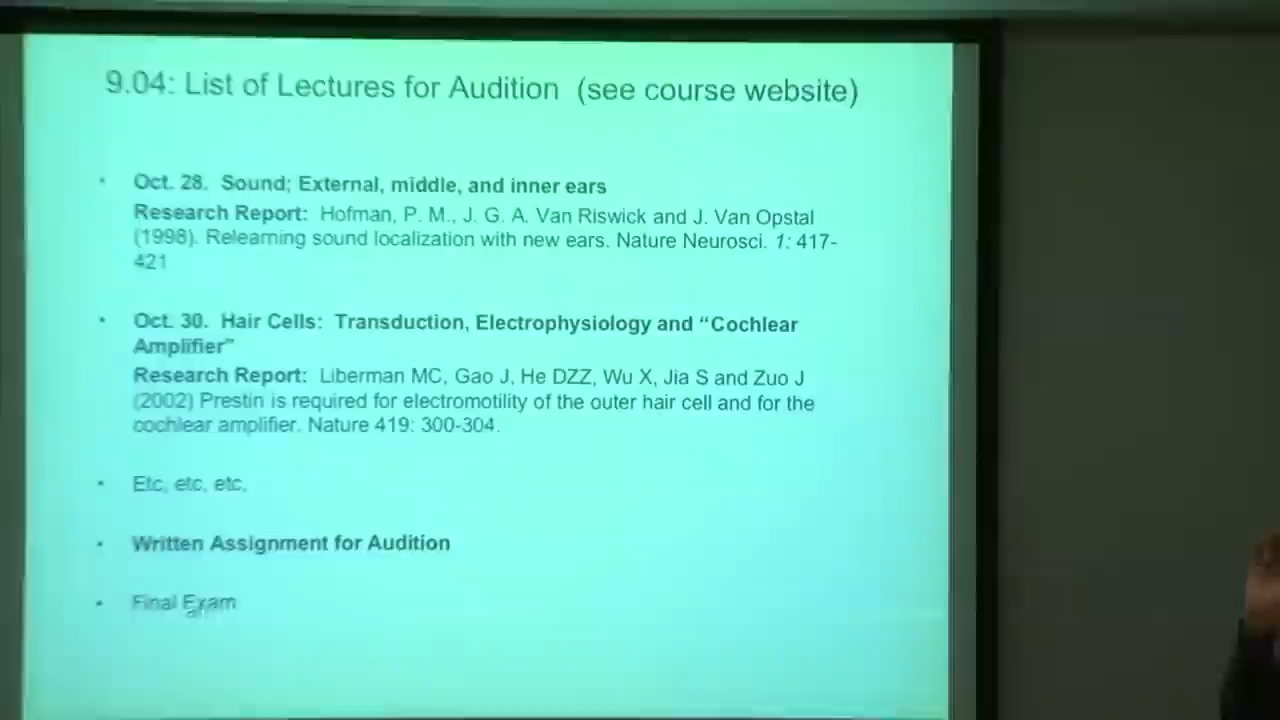 9.04: List of Lectures for Audition (see course website)
• Oct. 28. Sound; External, middle, and inner ears
Research Report: Hofman, P. M., J. G. A. Van Riswick and J. Van Opstal
(1998). Relearning sound localization with new ears. Nature Neurosci. 1: 417-
421
• Oct. 30. Hair Cells: Transduction, Electrophysiology and “Cochlear
Amplifier”
Research Report: Liberman MC, Gao J, He DZZ, Wu X, Jia S and Zuo J
(2002) Prestin is required for electromotility of the outer hair cell and for the
cochlear amplifier. Nature 419: 300-304.
• Etc, etc, etc,
• Written Assignment for Audition
• Final Exam